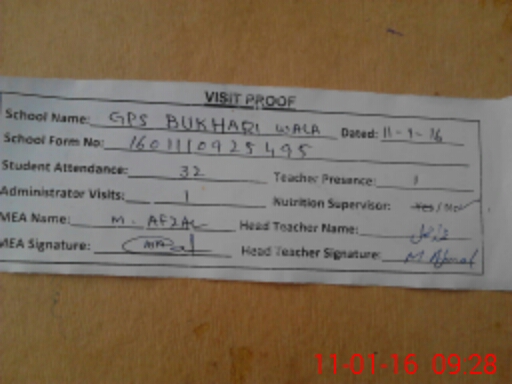 VISIT PROOF
School Name: GPS BUKHARI WALA Dated: 11-1-16
School Form No: 1601110925495
Student Attendance: 32 Teacher Presence: 1
Administrator Visits: 1 Nutrition Supervisor: Yes / No
MEA Name: M. AFZAL Head Teacher Name:
MEA Signature: Head Teacher Signature:
11-01-16 09:28